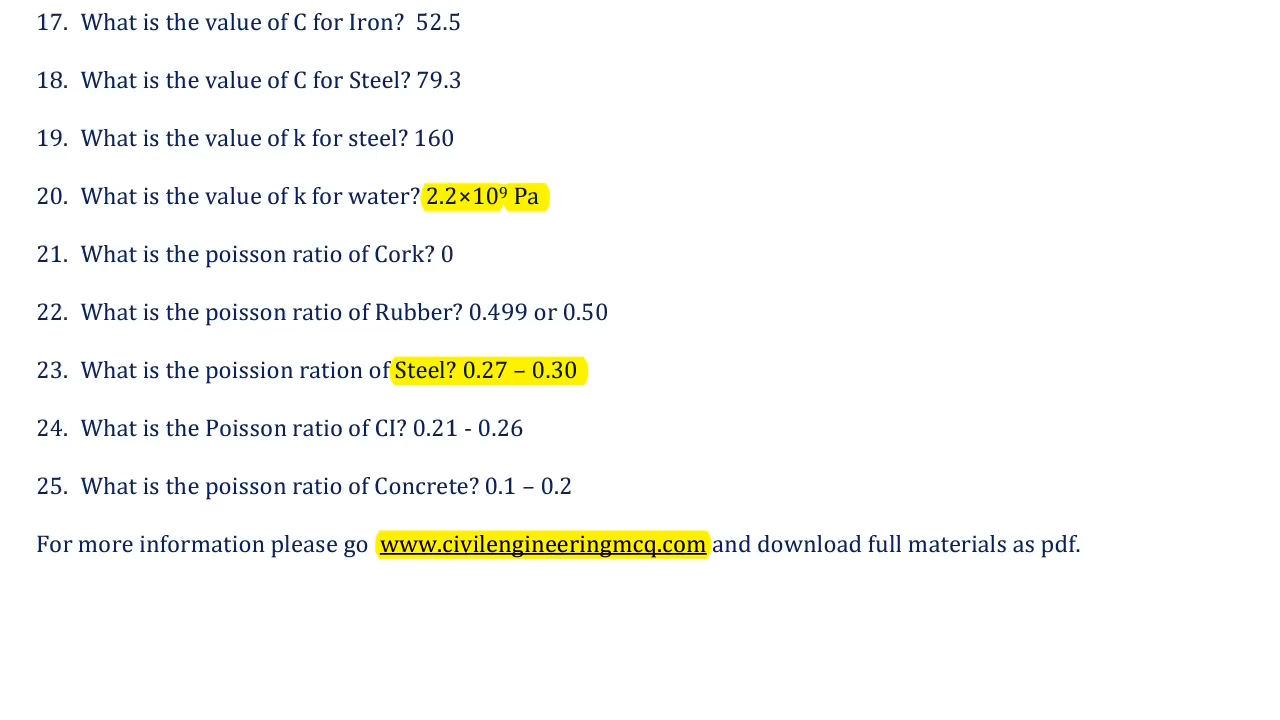 17. What is the value of C for Iron? 52.5
18. What is the value of C for Steel? 79.3
19. What is the value of k for steel? 160
20. What is the value of k for water? 2.2×10⁹ Pa
21. What is the poisson ratio of Cork? 0
22. What is the poisson ratio of Rubber? 0.499 or 0.50
23. What is the poission ration of Steel? 0.27 – 0.30
24. What is the Poisson ratio of CI? 0.21 - 0.26
25. What is the poisson ratio of Concrete? 0.1 – 0.2
For more information please go www.civilengineeringmcq.com and download full materials as pdf.